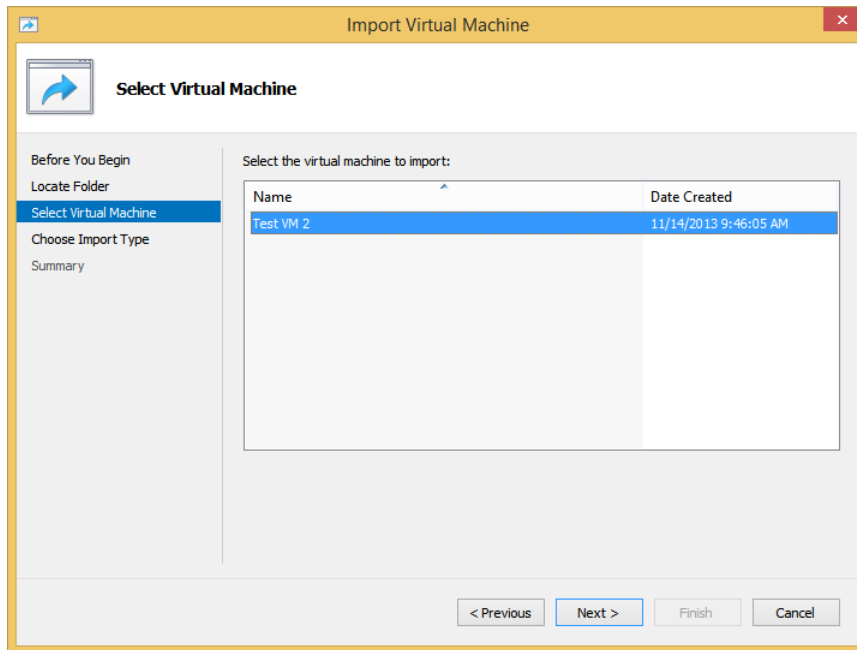 Import Virtual Machine
Select Virtual Machine
Before You Begin
Locate Folder
Select Virtual Machine
Choose Import Type
Summary
Select the virtual machine to import:
Name Date Created
Test VM 2 11/14/2013 9:46:05 AM
< Previous Next > Finish Cancel